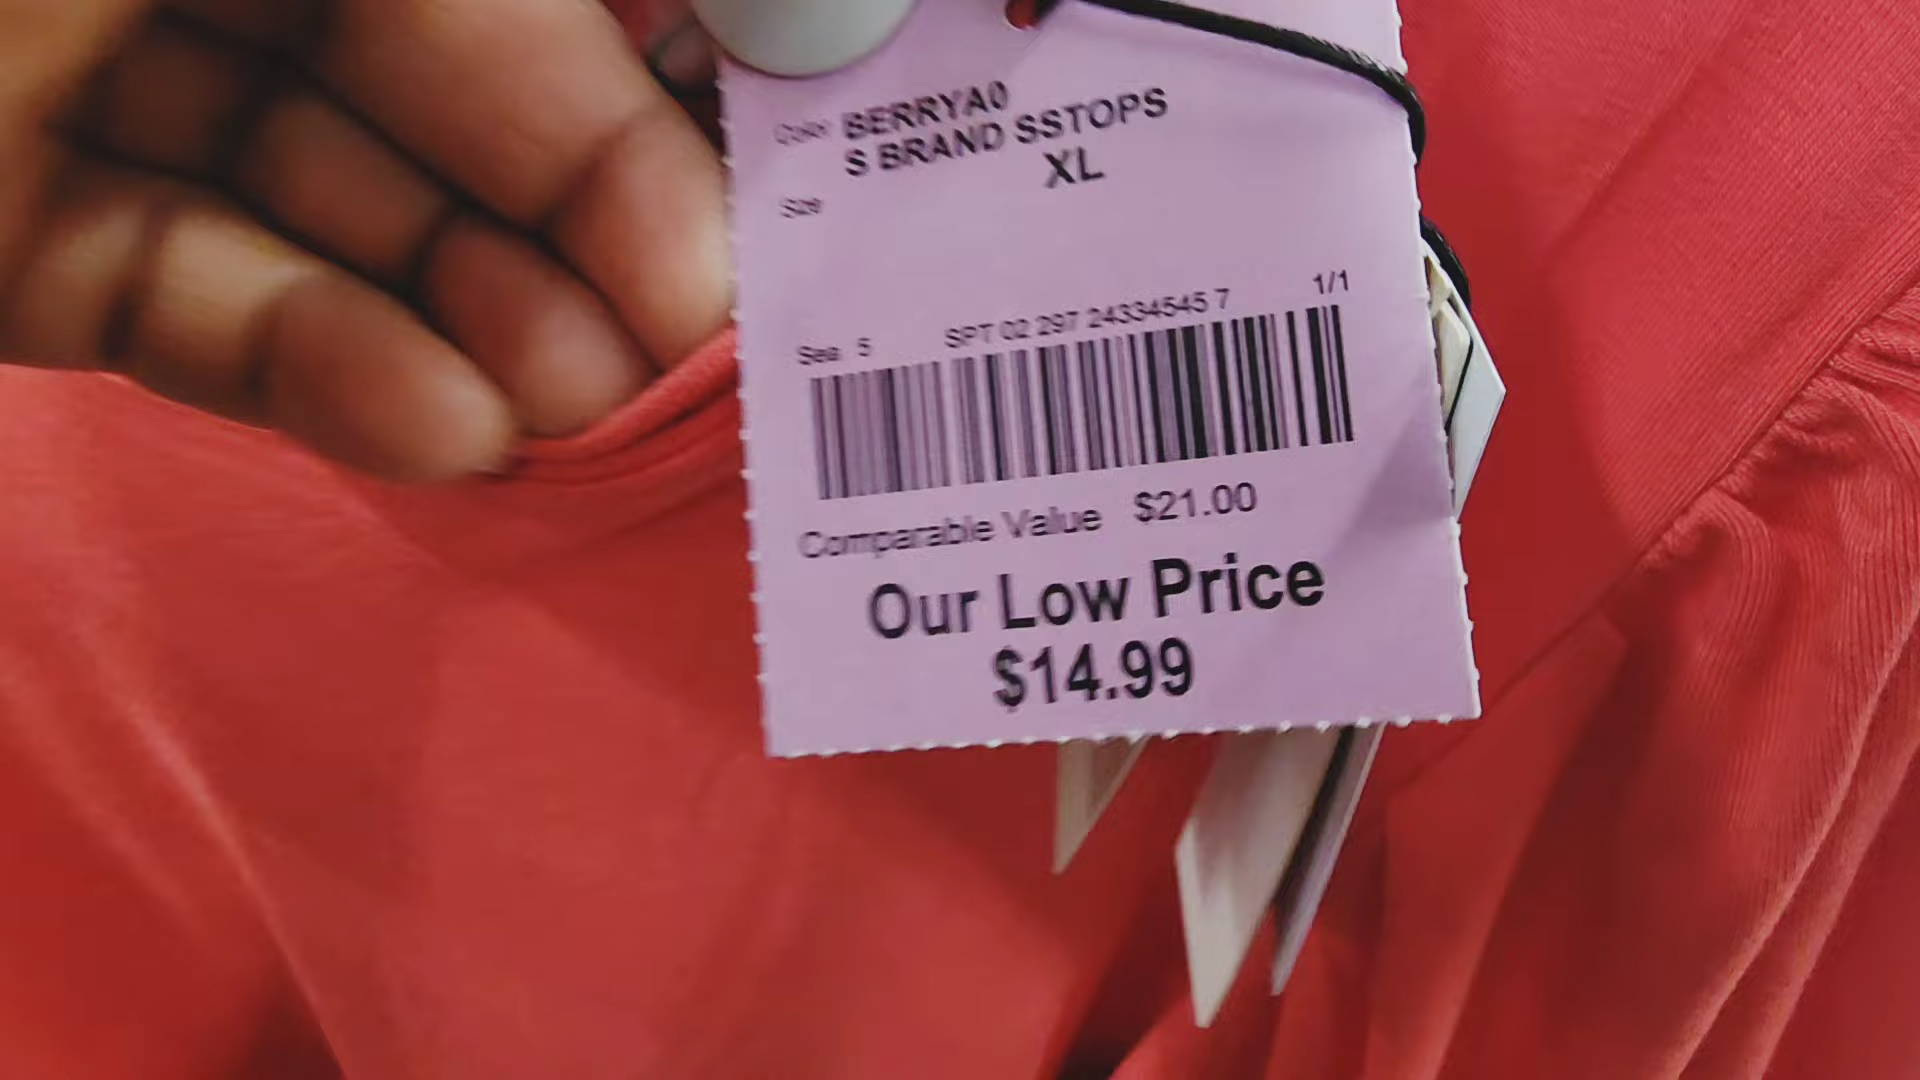 Color BERRYA0
S BRAND SSTOPS
XL
Size
1/1
Sea 5 SPT 02 297 24334545 7
Comparable Value $21.00
Our Low Price
$14.99